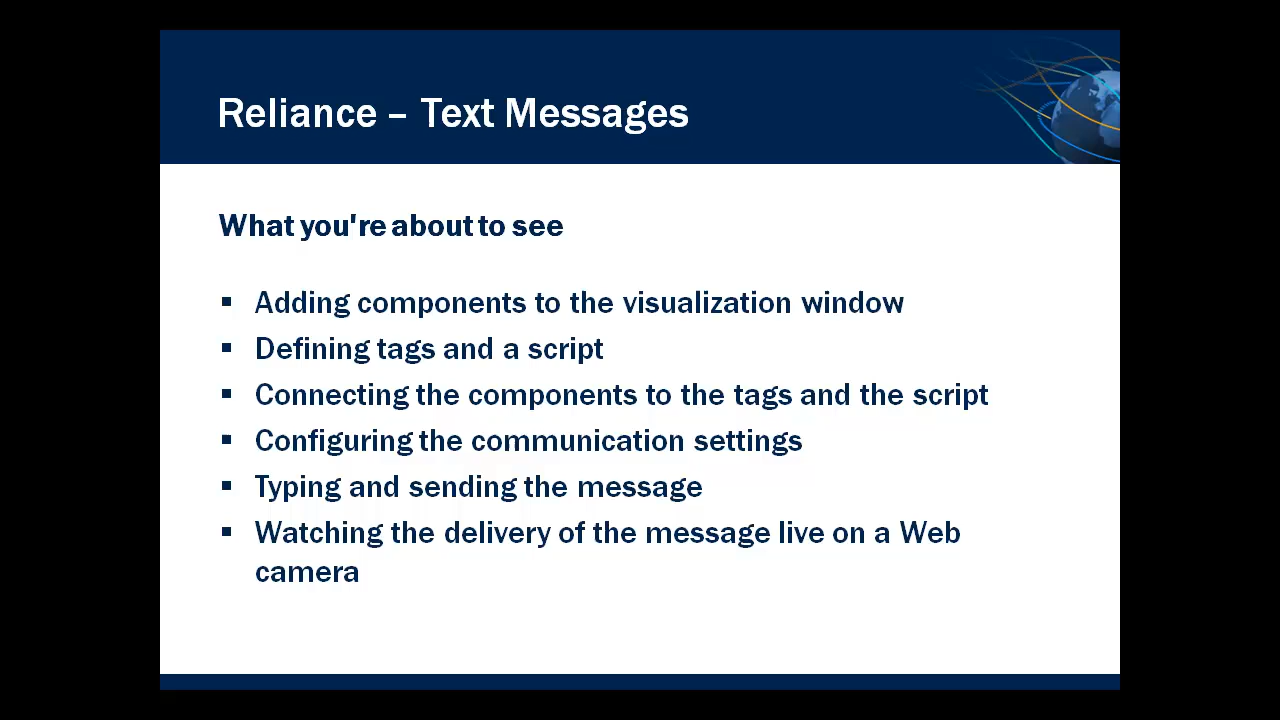 Reliance – Text Messages
What you're about to see
▪ Adding components to the visualization window
▪ Defining tags and a script
▪ Connecting the components to the tags and the script
▪ Configuring the communication settings
▪ Typing and sending the message
▪ Watching the delivery of the message live on a Web
camera